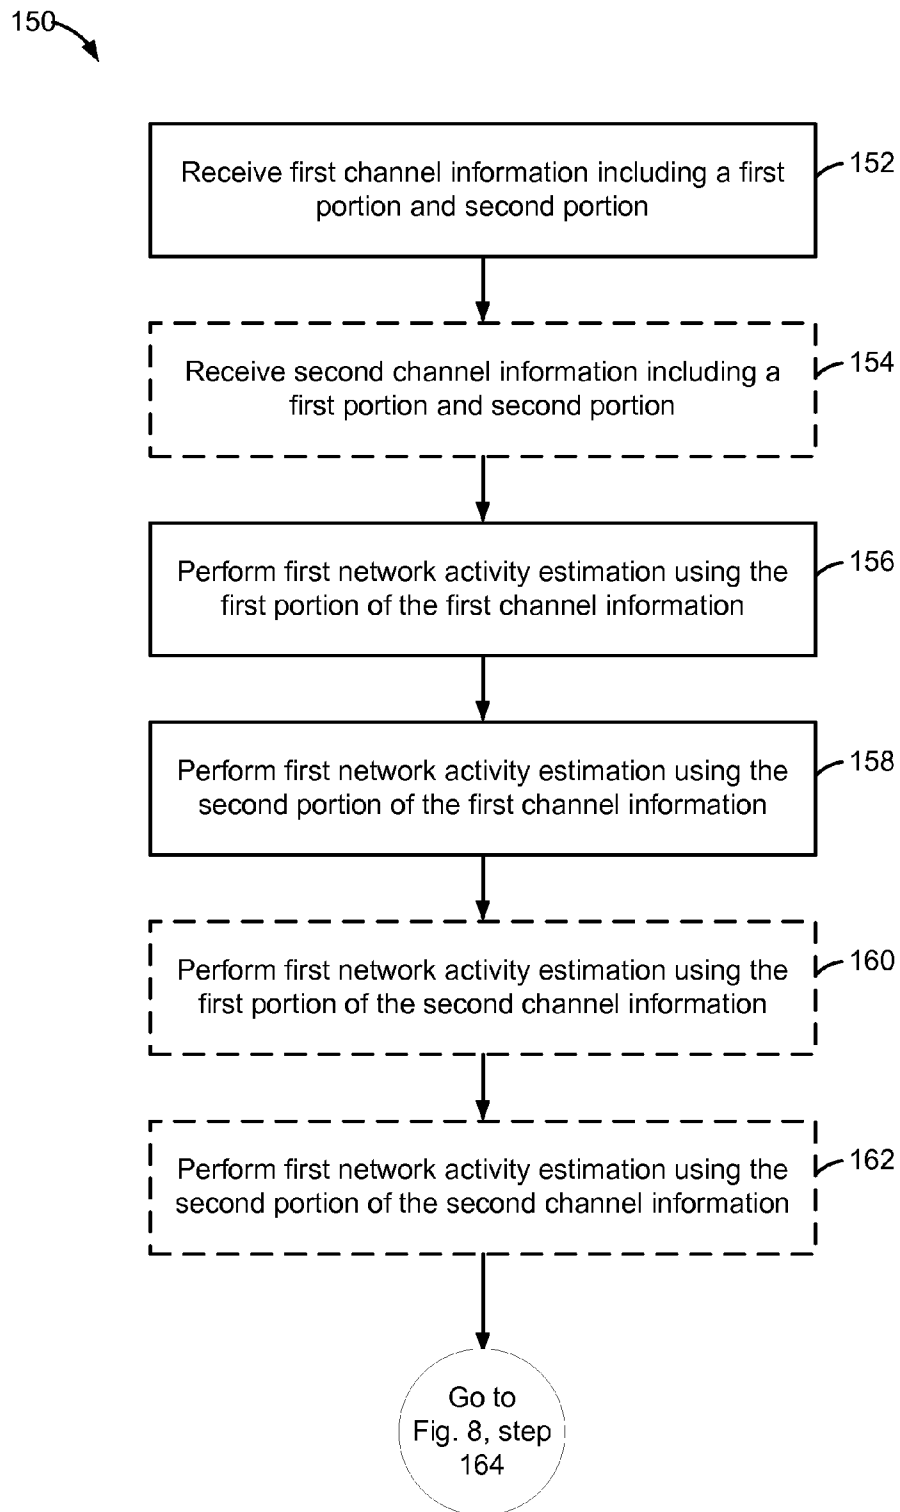 150
Receive first channel information including a first
portion and second portion
152
Receive second channel information including a
first portion and second portion
154
Perform first network activity estimation using the
first portion of the first channel information
156
Perform first network activity estimation using the
second portion of the first channel information
158
Perform first network activity estimation using the
first portion of the second channel information
160
Perform first network activity estimation using the
second portion of the second channel information
162
Go to
Fig. 8, step
164